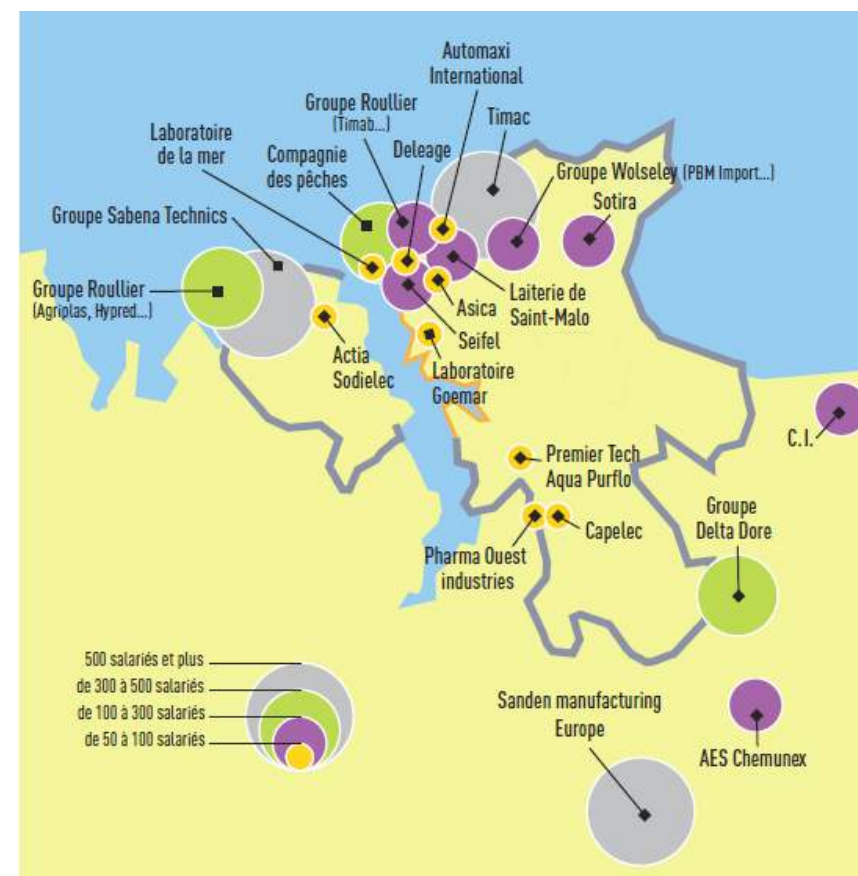 Automaxi
International
Groupe Roullier
(Timab...)
Timac
Laboratoire
de la mer
Compagnie
des pêches
Deleage
Groupe Wolseley (PBM Import...)
Sotira
Groupe Sabena Technics
Groupe Roullier
(Agriplas, Hypred...)
Asica
Laiterie de
Saint-Malo
Seifel
Actia
Sodielec
Laboratoire
Goemar
C.I.
Premier Tech
Aqua Purflo
Groupe
Delta Dore
Capelec
Pharma Ouest
industries
500 salariés et plus
de 300 à 500 salariés
de 100 à 300 salariés
de 50 à 100 salariés
Sanden manufacturing
Europe
AES Chemunex